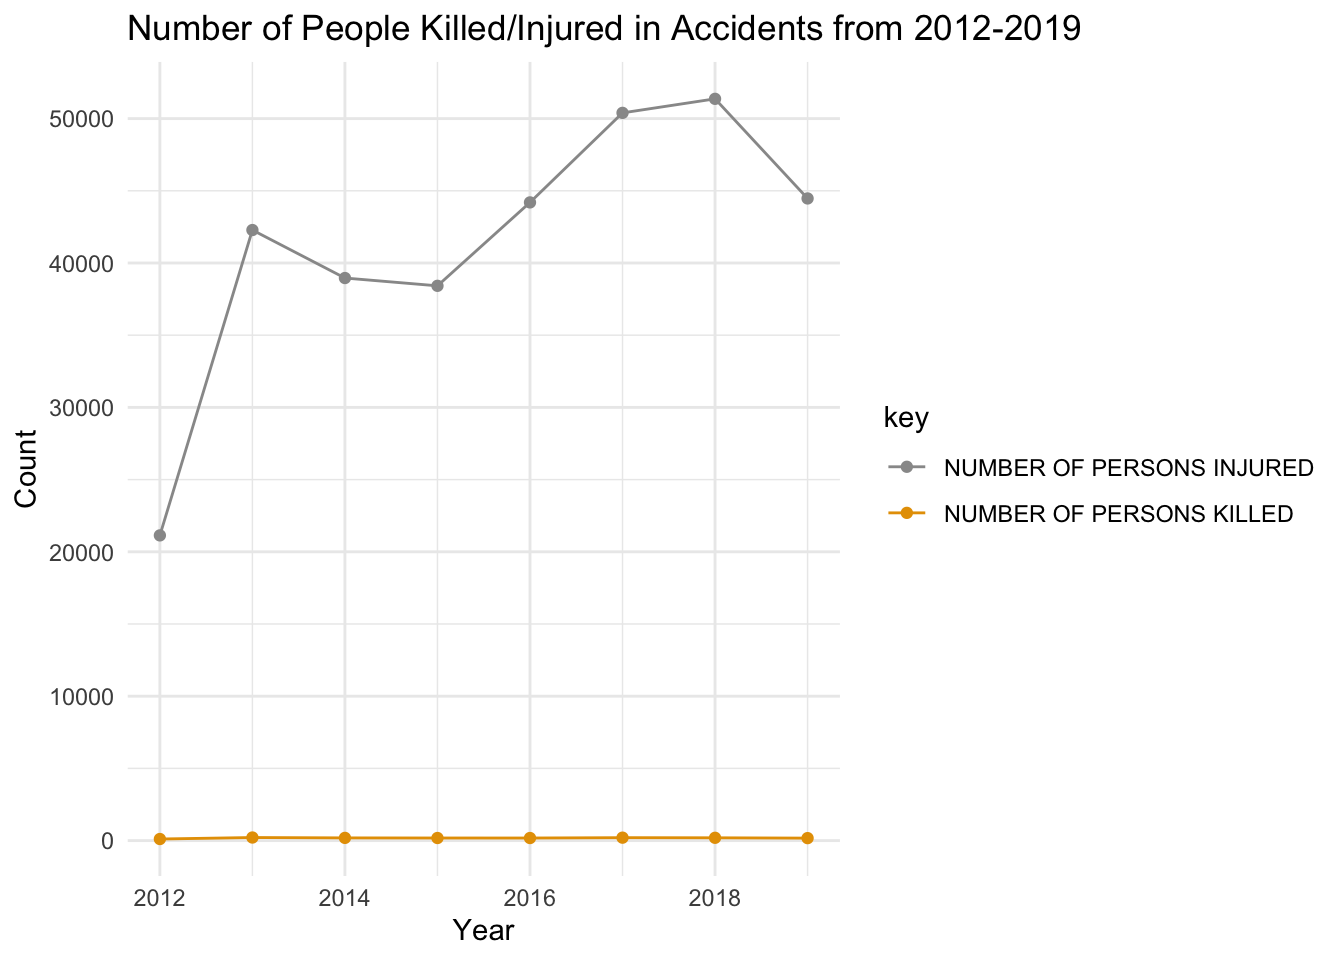 Number of People Killed/Injured in Accidents from 2012-2019
50000
40000
30000
20000
10000
0
Count
2012 2014 2016 2018
Year
key
NUMBER OF PERSONS INJURED
NUMBER OF PERSONS KILLED